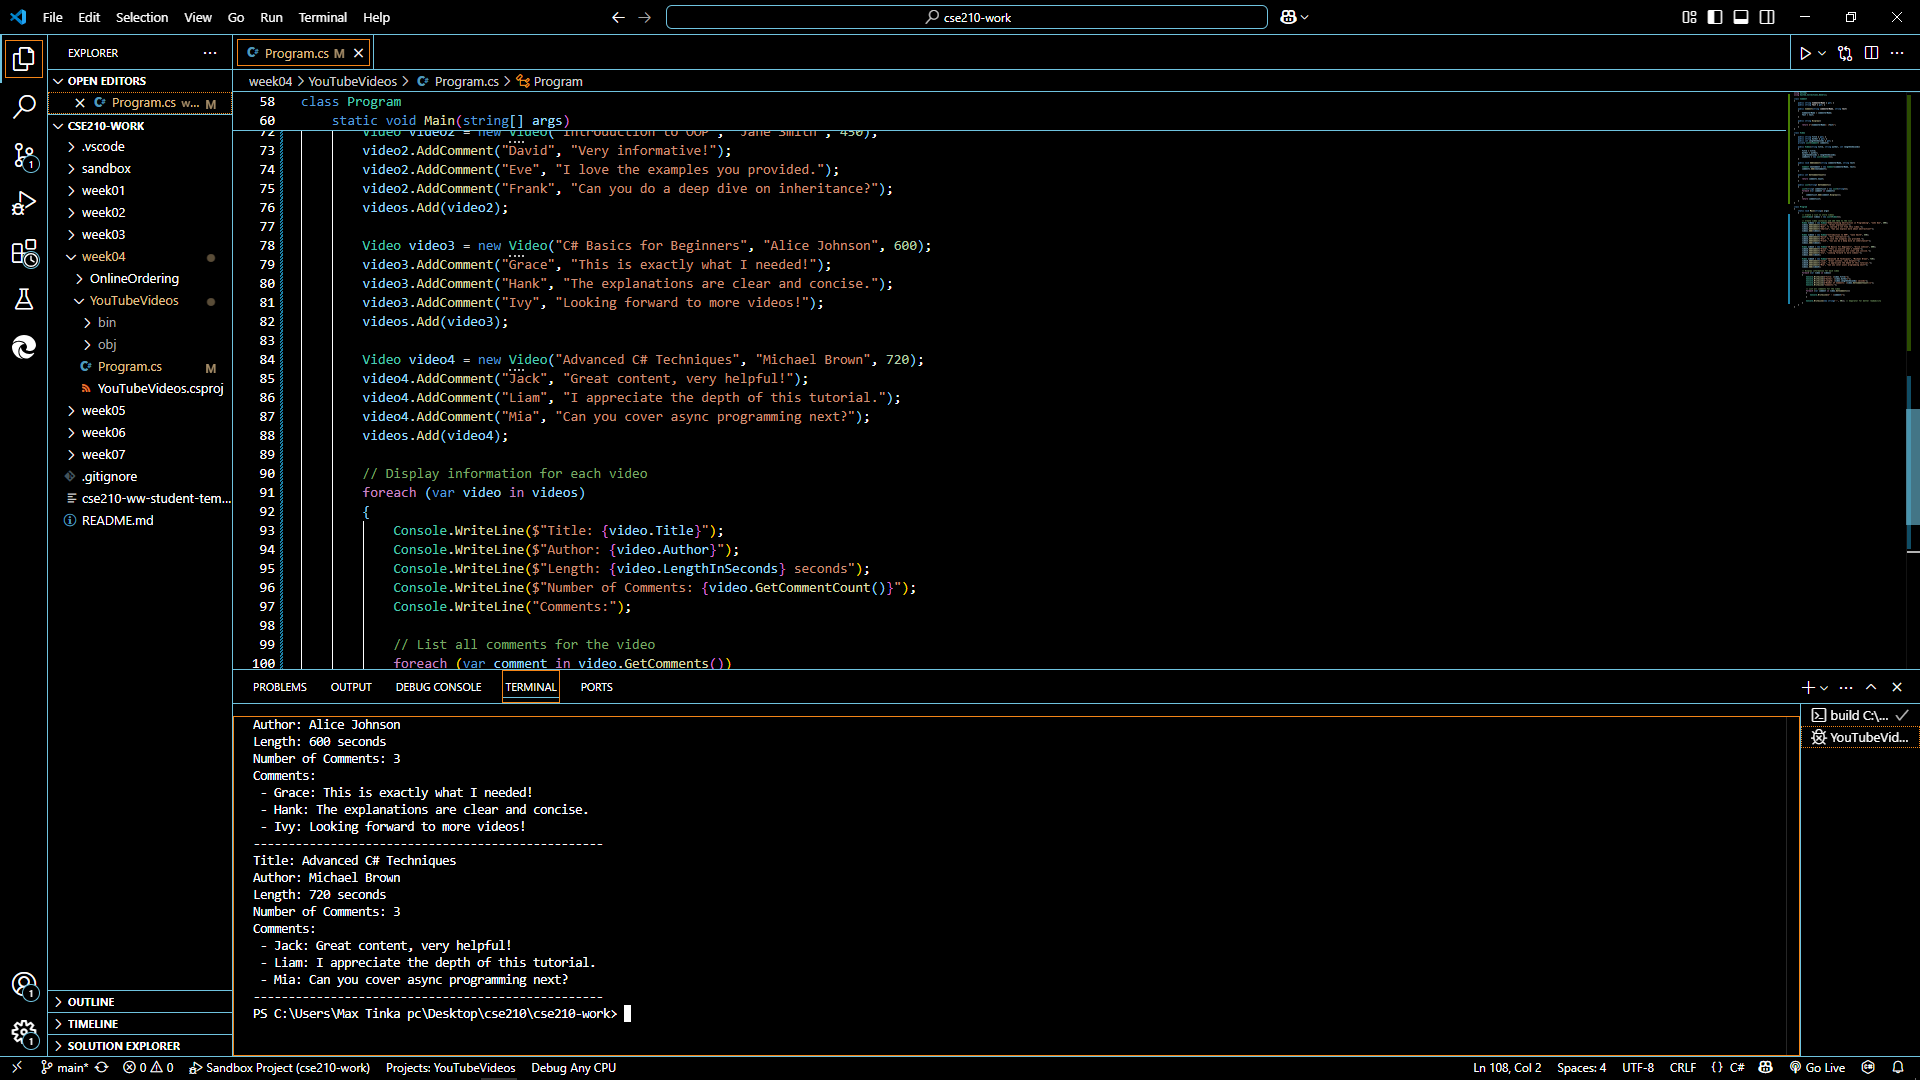 File Edit Selection View Go Run Terminal Help
cse210-work
EXPLORER
OPEN EDITORS
Program.cs w... M
CSE210-WORK
.vscode
sandbox
week01
week02
week03
week04
OnlineOrdering
YouTubeVideos
bin
obj
Program.cs M
YouTubeVideos.csproj
week05
week06
week07
.gitignore
cse210-ww-student-tem...
README.md
OUTLINE
TIMELINE
SOLUTION EXPLORER
Program.cs M
week04 > YouTubeVideos > Program.cs > Program
58 class Program
60 static void Main(string[] args)
72 Video video2 = new Video("Introduction to OOP", "Jane Smith", 450);
73 video2.AddComment("David", "Very informative!");
74 video2.AddComment("Eve", "I love the examples you provided.");
75 video2.AddComment("Frank", "Can you do a deep dive on inheritance?");
76 videos.Add(video2);
77
78 Video video3 = new Video("C# Basics for Beginners", "Alice Johnson", 600);
79 video3.AddComment("Grace", "This is exactly what I needed!");
80 video3.AddComment("Hank", "The explanations are clear and concise.");
81 video3.AddComment("Ivy", "Looking forward to more videos!");
82 videos.Add(video3);
83
84 Video video4 = new Video("Advanced C# Techniques", "Michael Brown", 720);
85 video4.AddComment("Jack", "Great content, very helpful!");
86 video4.AddComment("Liam", "I appreciate the depth of this tutorial.");
87 video4.AddComment("Mia", "Can you cover async programming next?");
88 videos.Add(video4);
89
90 // Display information for each video
91 foreach (var video in videos)
92 {
93 Console.WriteLine($"Title: {video.Title}");
94 Console.WriteLine($"Author: {video.Author}");
95 Console.WriteLine($"Length: {video.LengthInSeconds} seconds");
96 Console.WriteLine($"Number of Comments: {video.GetCommentCount()}");
97 Console.WriteLine("Comments:");
98
99 // List all comments for the video
100 foreach (var comment in video.GetComments())
PROBLEMS OUTPUT DEBUG CONSOLE TERMINAL PORTS
Author: Alice Johnson
Length: 600 seconds
Number of Comments: 3
Comments:
- Grace: This is exactly what I needed!
- Hank: The explanations are clear and concise.
- Ivy: Looking forward to more videos!
--------------------------------------------------
Title: Advanced C# Techniques
Author: Michael Brown
Length: 720 seconds
Number of Comments: 3
Comments:
- Jack: Great content, very helpful!
- Liam: I appreciate the depth of this tutorial.
- Mia: Can you cover async programming next?
--------------------------------------------------
PS C:\Users\Max Tinka pc\Desktop\cse210\cse210-work>
build C:\...
YouTubeVid...
main* 0 0 Sandbox Project (cse210-work) Projects: YouTubeVideos Debug Any CPU Ln 108, Col 2 Spaces: 4 UTF-8 CRLF {} C# Go Live